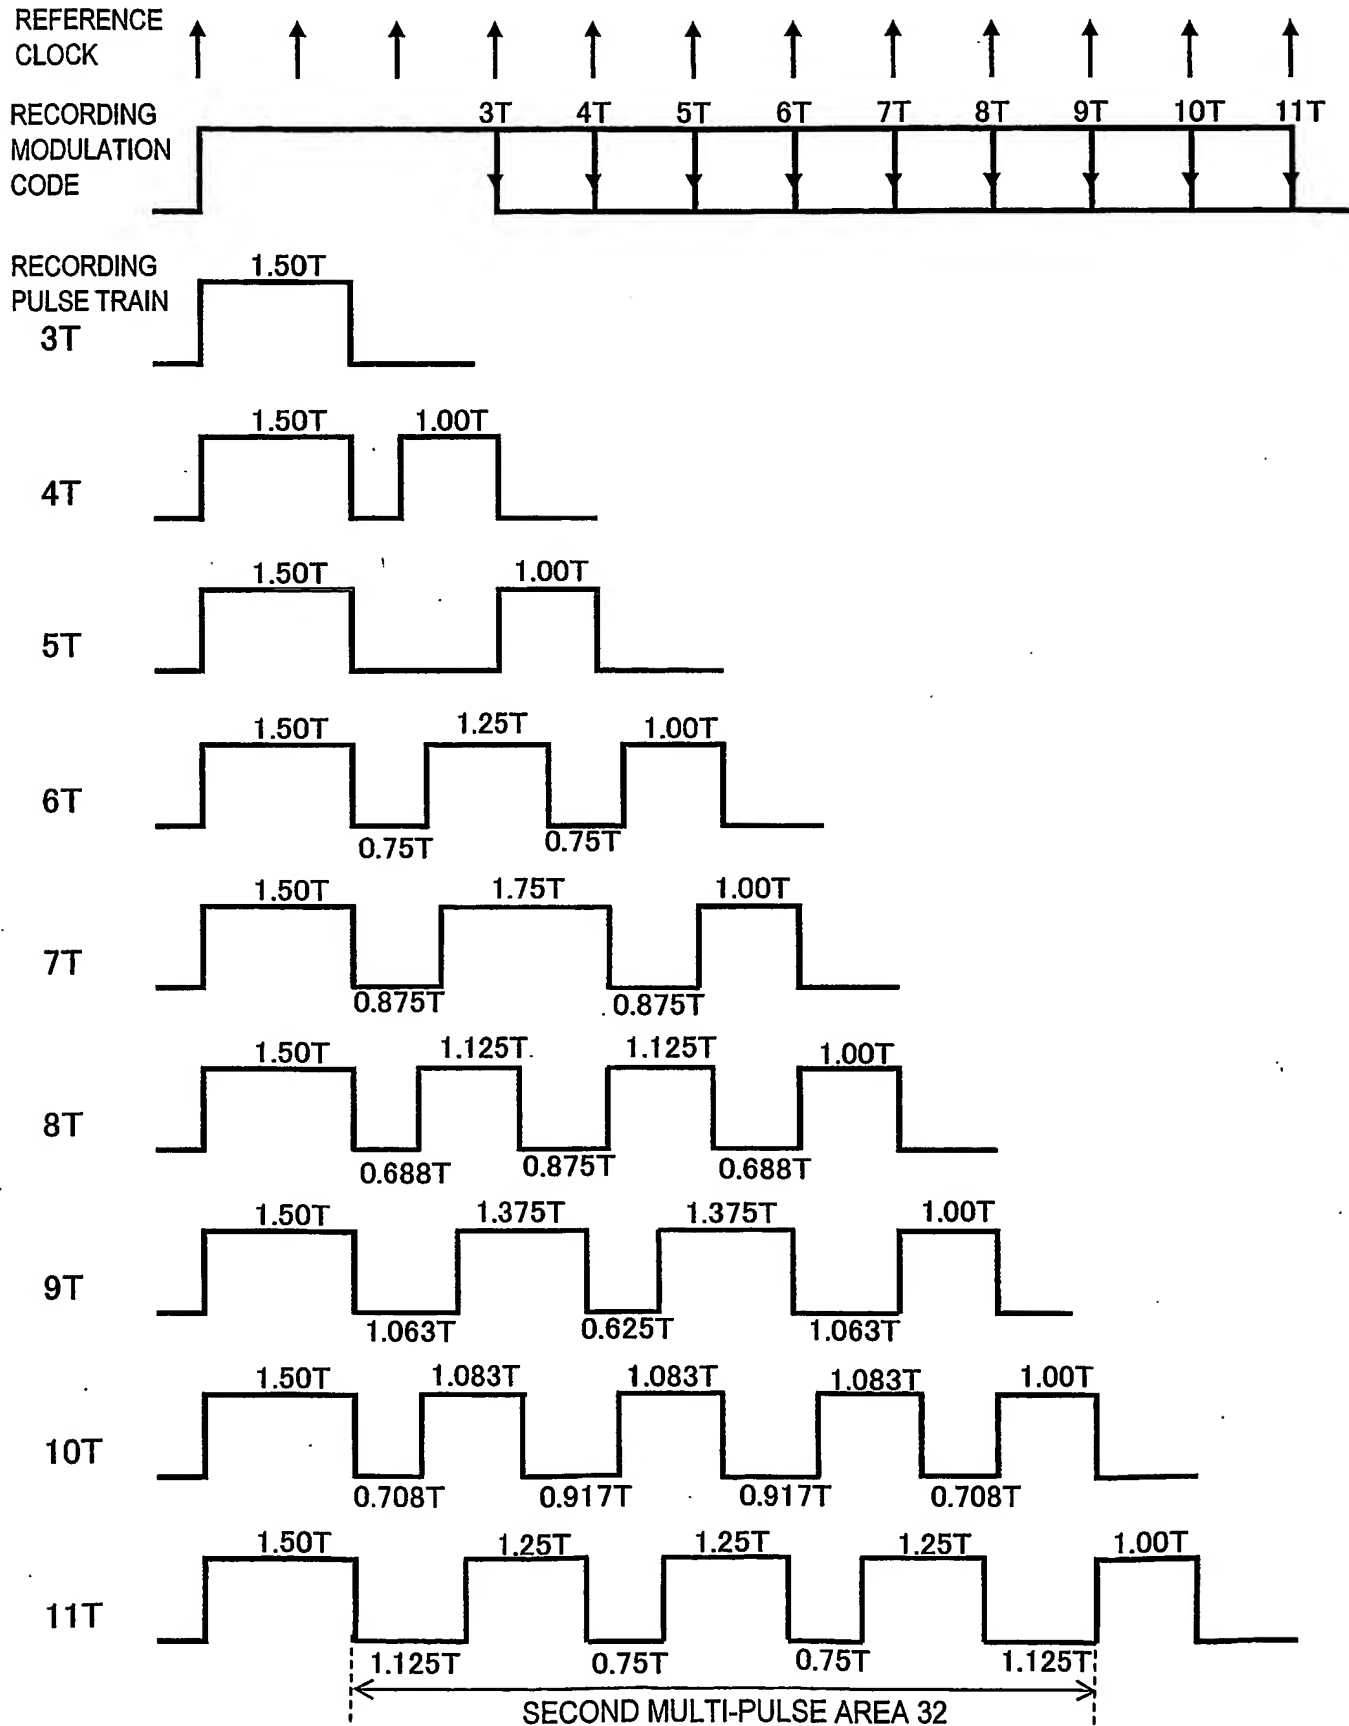 REFERENCE
CLOCK
RECORDING
MODULATION
CODE
3T 4T 5T 6T 7T 8T 9T 10T 11T
RECORDING
PULSE TRAIN
3T
1.50T
4T
1.50T 1.00T
5T
1.50T 1.00T
6T
1.50T 1.25T 1.00T
0.75T 0.75T
7T
1.50T 1.75T 1.00T
0.875T 0.875T
8T
1.50T 1.125T 1.125T 1.00T
0.688T 0.875T 0.688T
9T
1.50T 1.375T 1.375T 1.00T
1.063T 0.625T 1.063T
10T
1.50T 1.083T 1.083T 1.083T 1.00T
0.708T 0.917T 0.917T 0.708T
11T
1.50T 1.25T 1.25T 1.25T 1.00T
1.125T 0.75T 0.75T 1.125T
SECOND MULTI-PULSE AREA 32